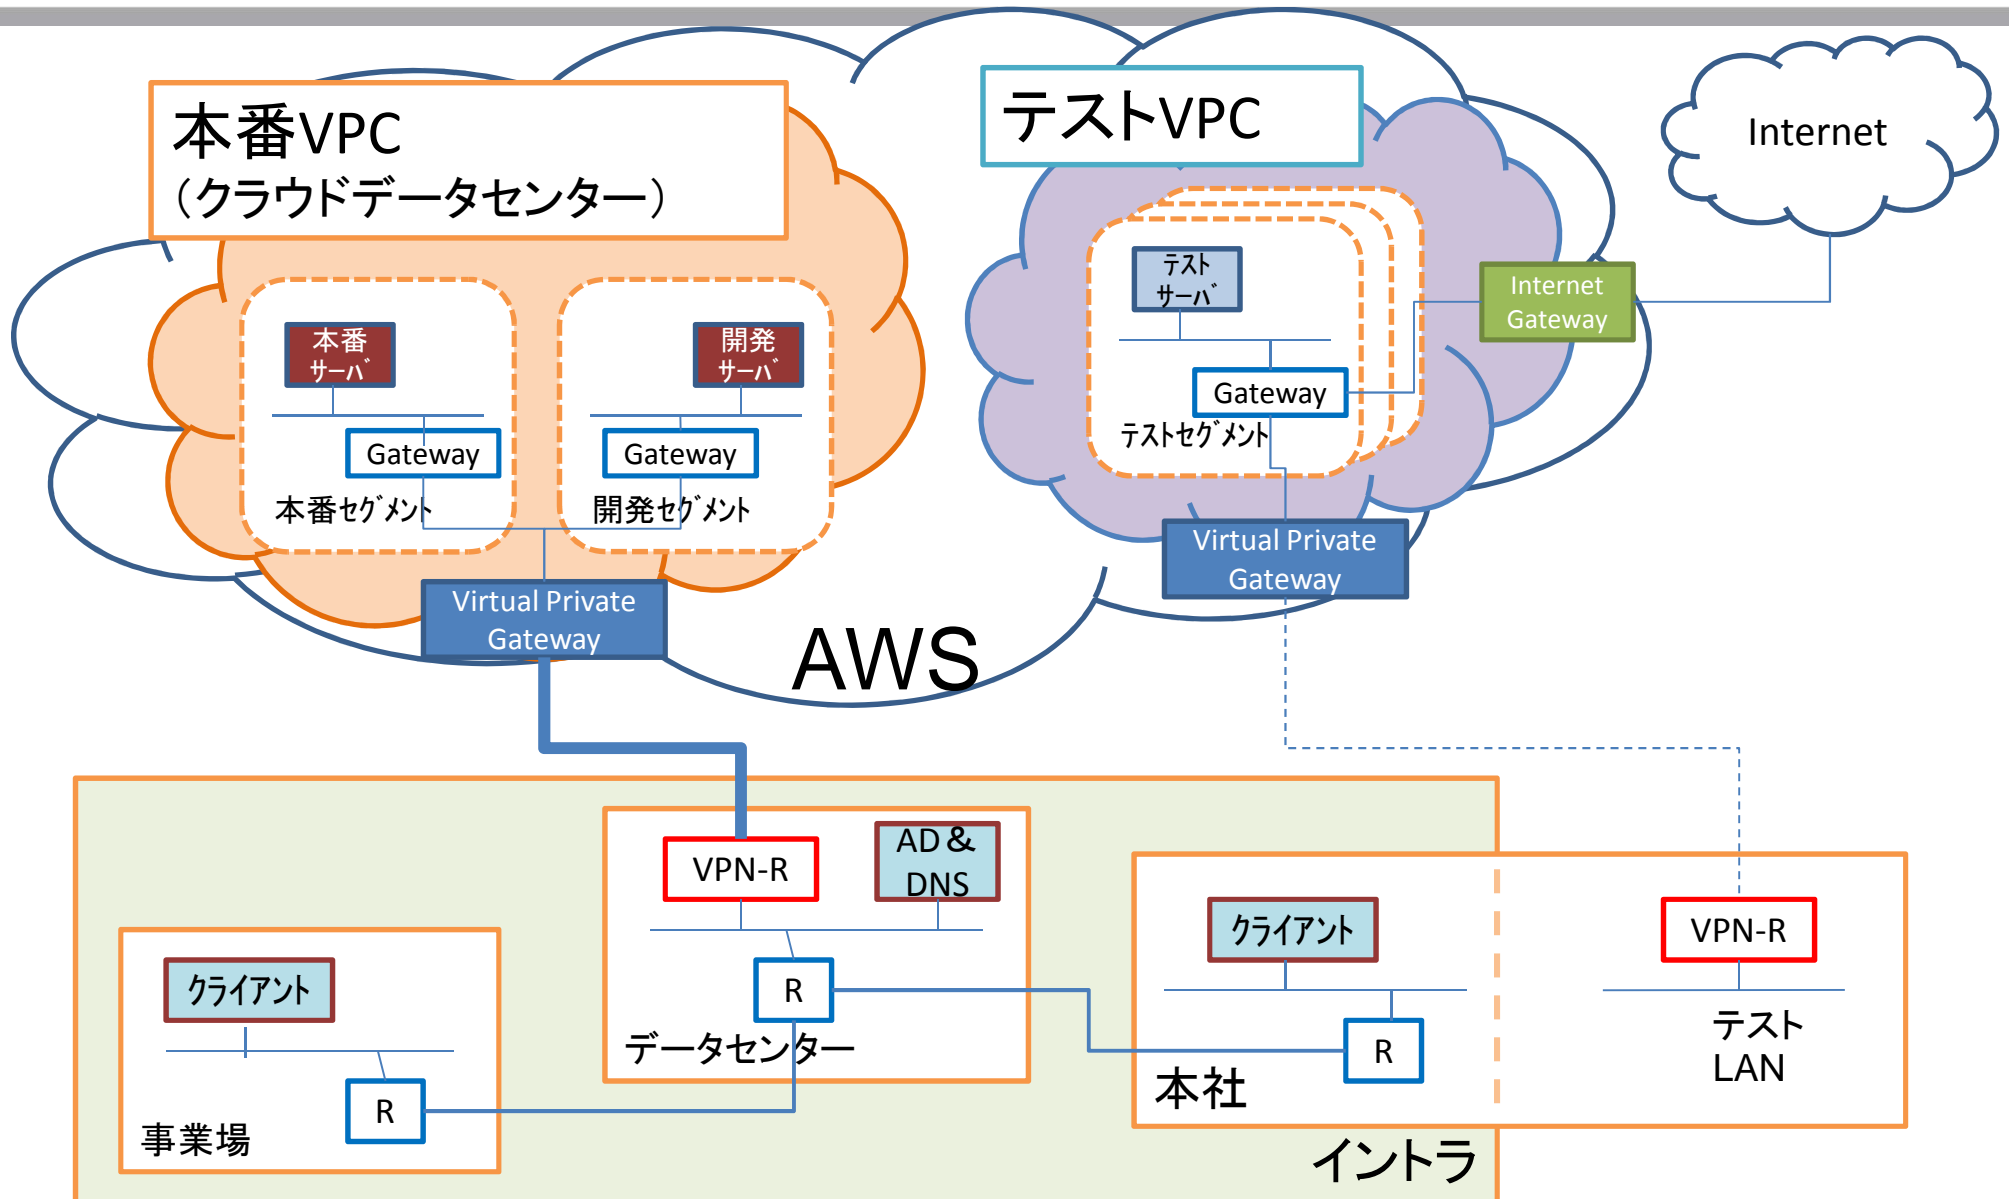 本番VPC
（クラウドデータセンター）
テストVPC
Internet
テスト
サーバ
Internet
Gateway
本番
サーバ
開発
サーバ
Gateway
Gateway
Gateway
テストセグメント
本番セグメント
開発セグメント
Virtual Private
Gateway
Virtual Private
Gateway
AWS
VPN-R
AD＆
DNS
クライアント
VPN-R
クライアント
R
データセンター
R
テスト
LAN
本社
R
事業場
イントラ